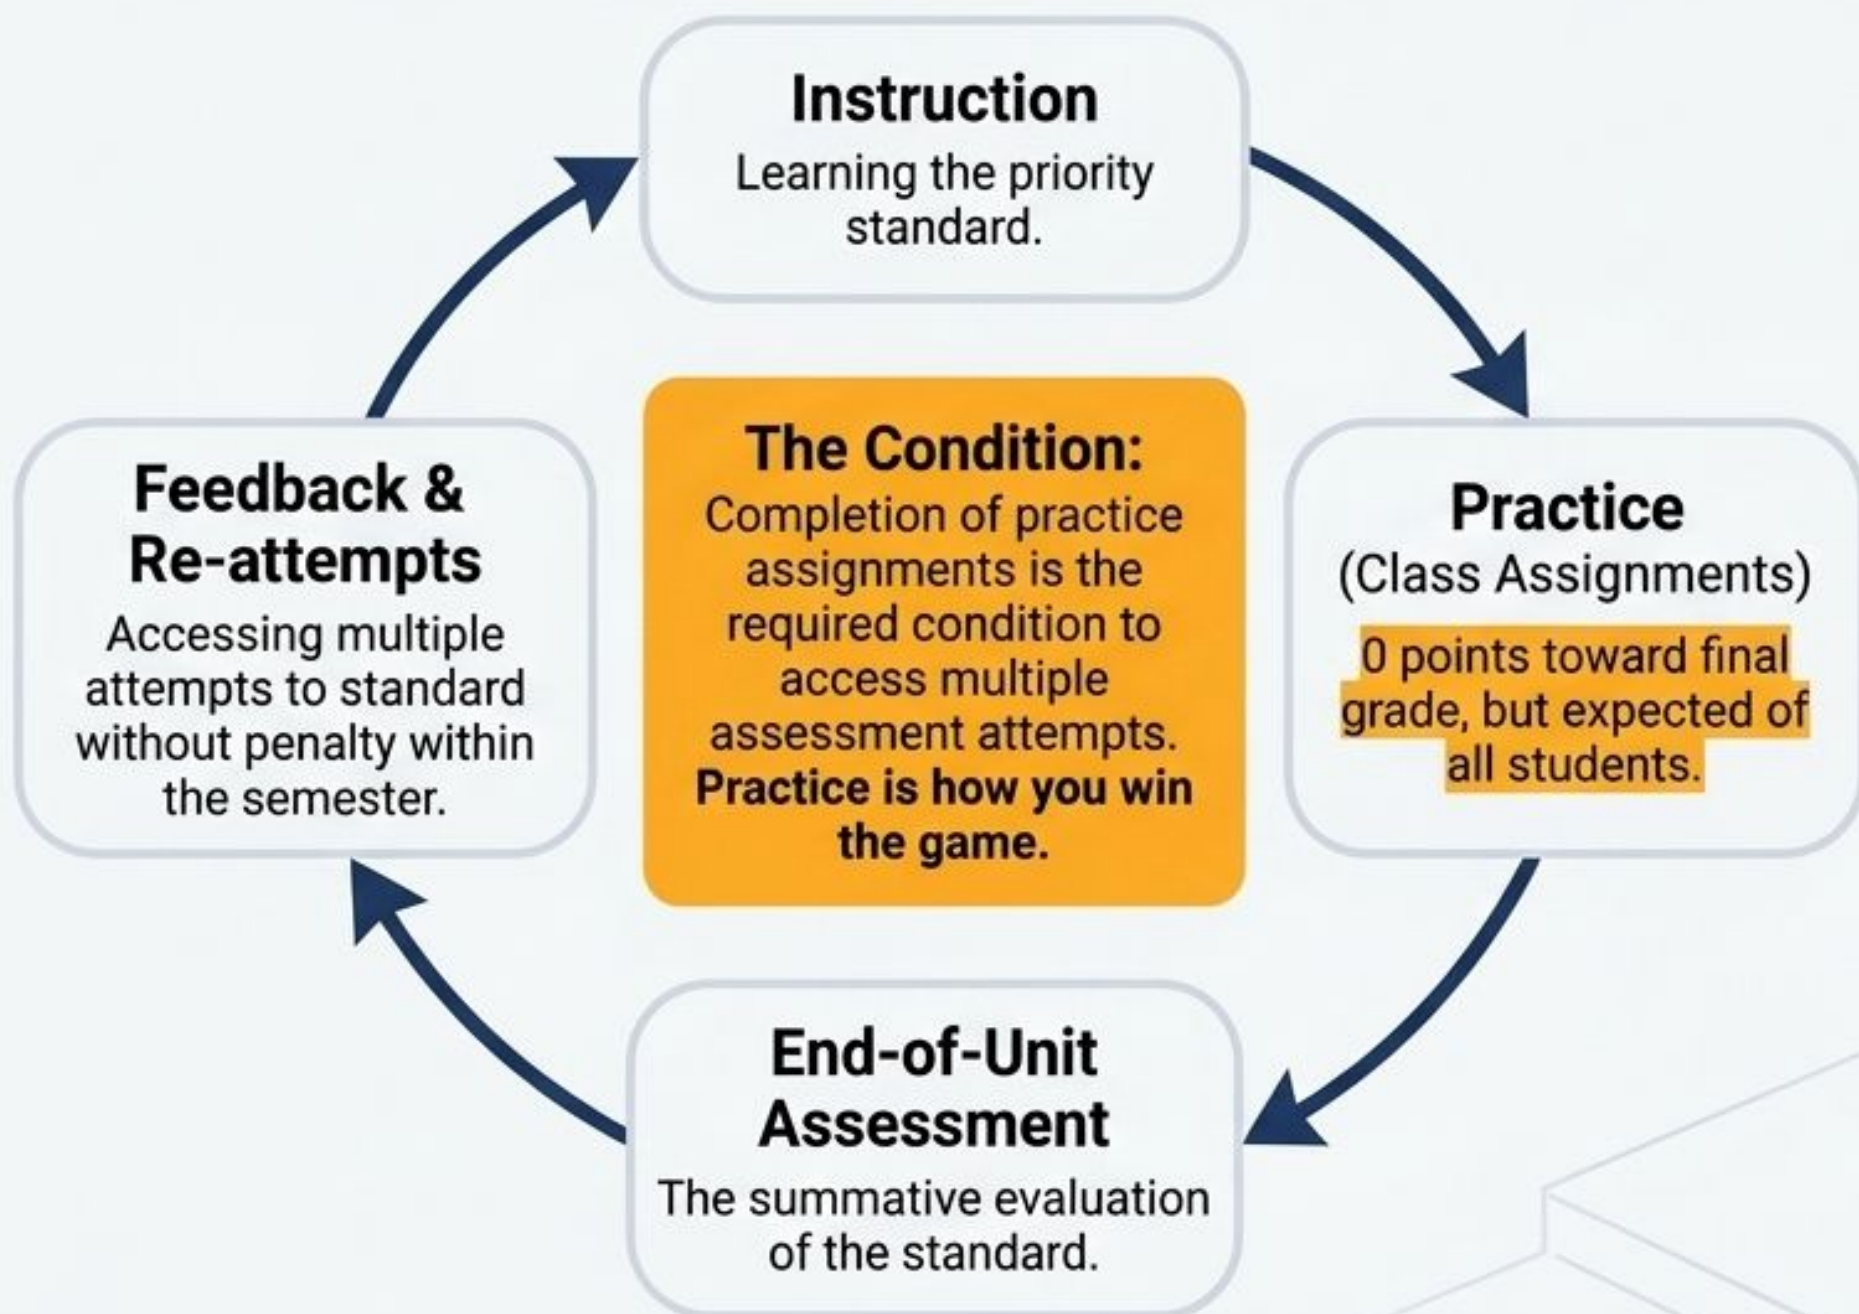 Instruction
Learning the priority
standard.
Feedback &
Re-attempts
Accessing multiple
attempts to standard
without penalty within
the semester.
The Condition:
Completion of practice
assignments is the
required condition to
access multiple
assessment attempts.
Practice is how you win
the game.
Practice
(Class Assignments)
0 points toward final
grade, but expected of
all students.
End-of-Unit
Assessment
The summative evaluation
of the standard.